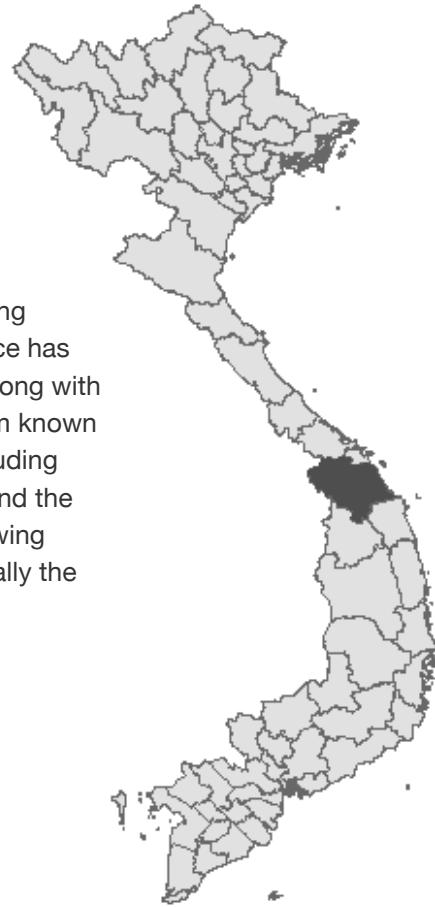 ng
ce has
ong with
n known
uding
nd the
wing
ally the